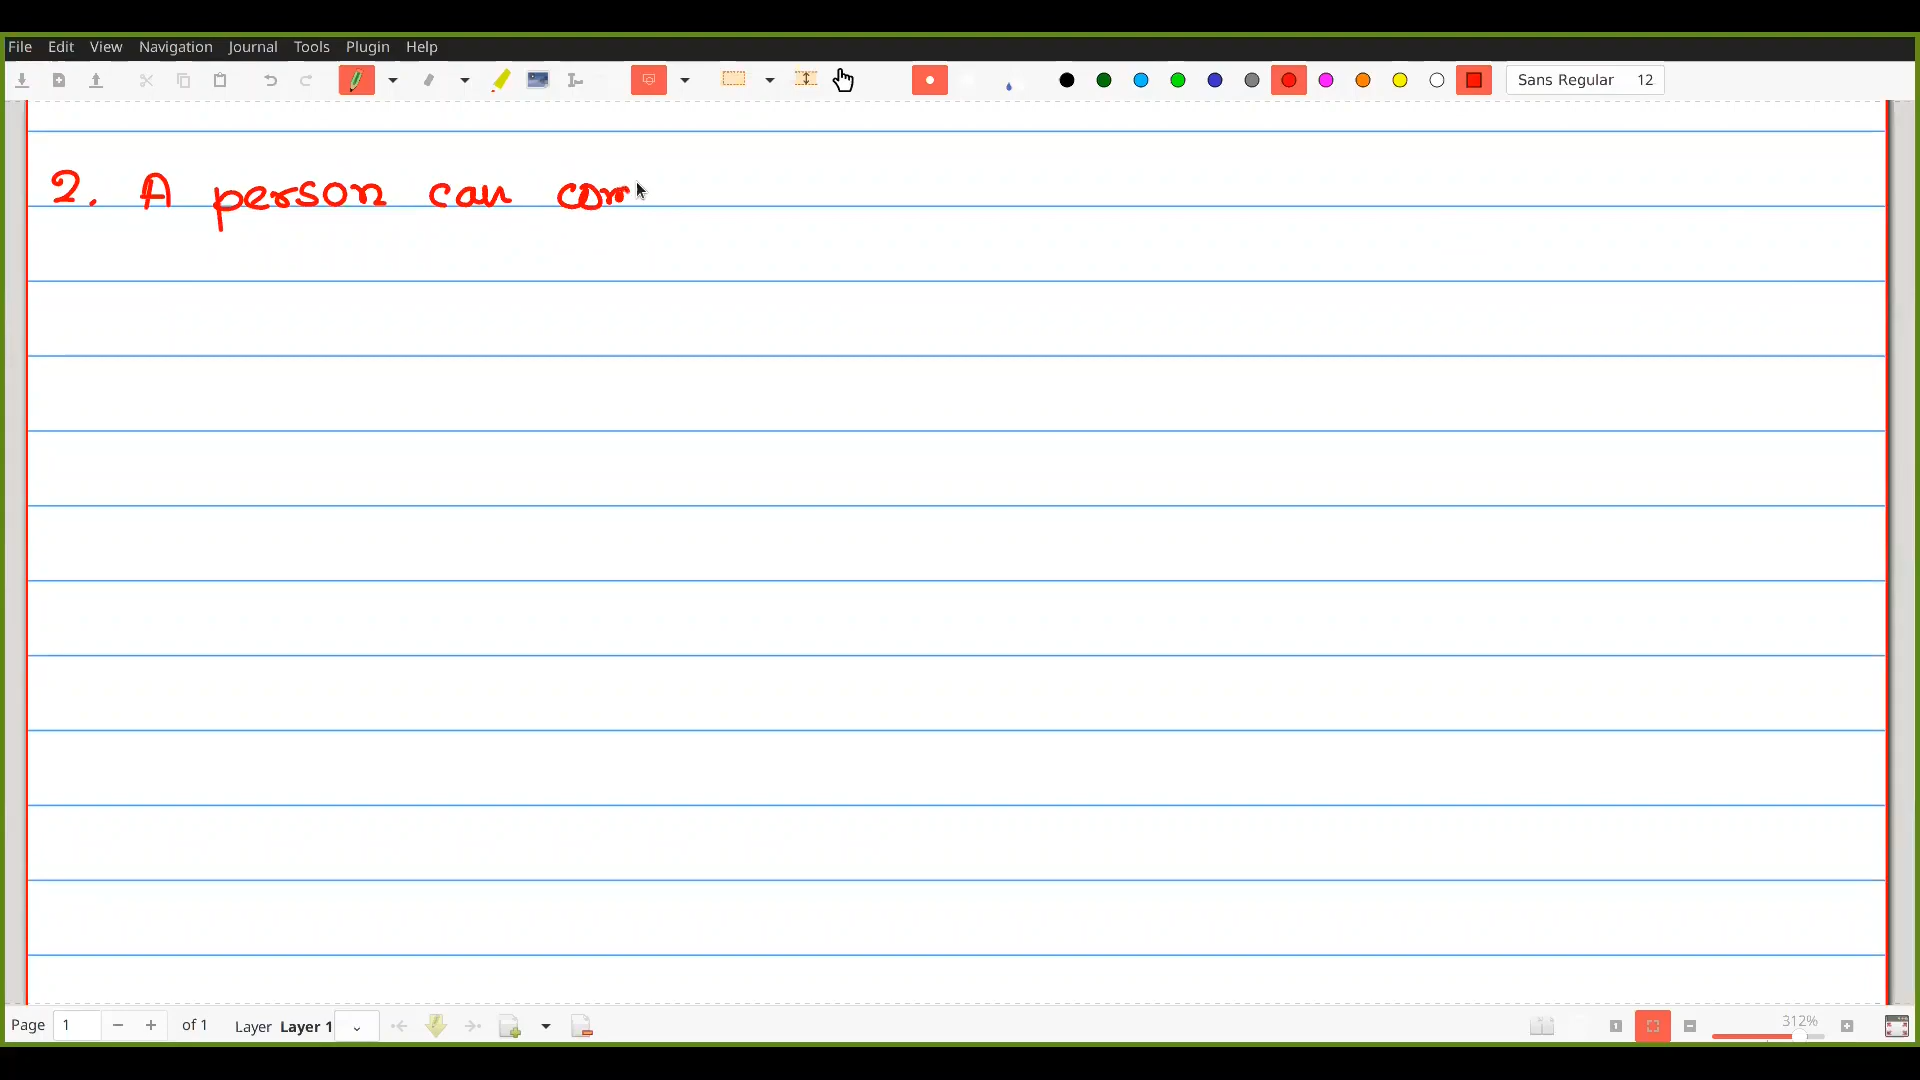 File Edit View Navigation Journal Tools Plugin Help
Sans Regular 12
2. A person can com
Page 1 of 1 Layer Layer 1 312%